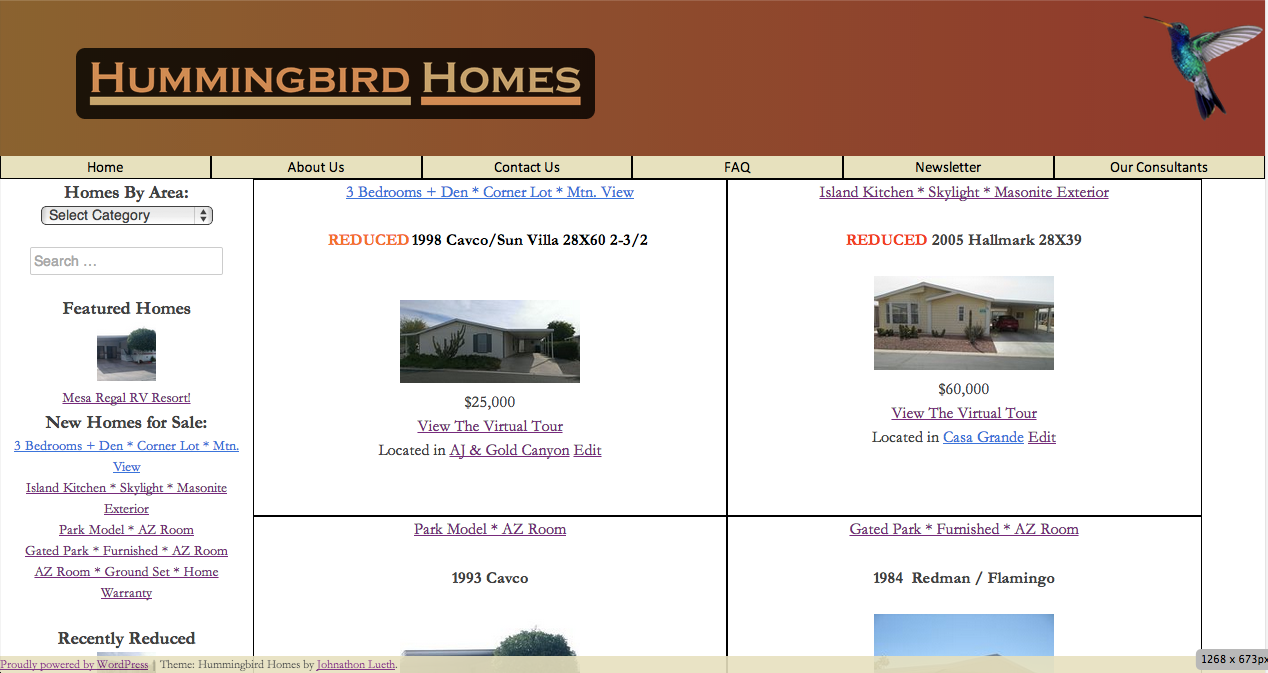 HUMMINGBIRD HOMES
Home About Us Contact Us FAQ Newsletter Our Consultants
Homes By Area:
Select Category
Search ...
Featured Homes
Mesa Regal RV Resort!
New Homes for Sale:
3 Bedrooms + Den * Corner Lot * Mtn.
View
Island Kitchen * Skylight * Masonite
Exterior
Park Model * AZ Room
Gated Park * Furnished * AZ Room
AZ Room * Ground Set * Home
Warranty
Recently Reduced
3 Bedrooms + Den * Corner Lot * Mtn. View
REDUCED 1998 Cavco/Sun Villa 28X60 2-3/2
$25,000
View The Virtual Tour
Located in AJ & Gold Canyon Edit
Island Kitchen * Skylight * Masonite Exterior
REDUCED 2005 Hallmark 28X39
$60,000
View The Virtual Tour
Located in Casa Grande Edit
Park Model * AZ Room
1993 Cavco
Gated Park * Furnished * AZ Room
1984 Redman / Flamingo
Proudly powered by WordPress | Theme: Hummingbird Homes by Johnathon Lueth.
1268 x 673px